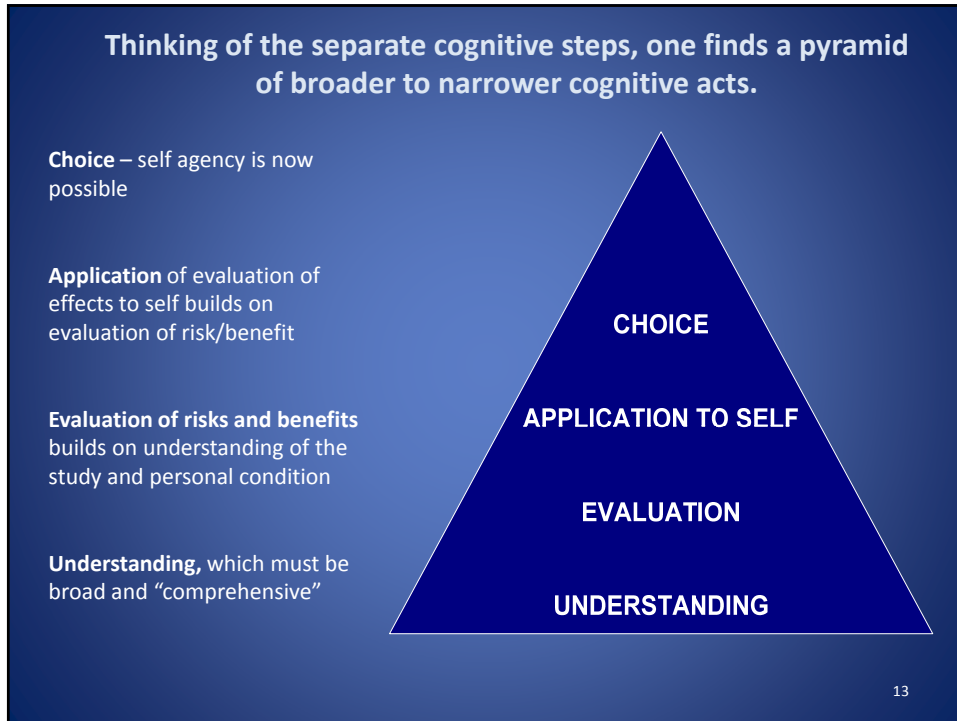 Thinking of the separate cognitive steps, one finds a pyramid
of broader to narrower cognitive acts.
Choice – self agency is now
possible
Application of evaluation of
effects to self builds on
evaluation of risk/benefit
Evaluation of risks and benefits
builds on understanding of the
study and personal condition
Understanding, which must be
broad and “comprehensive”
CHOICE
APPLICATION TO SELF
EVALUATION
UNDERSTANDING
13